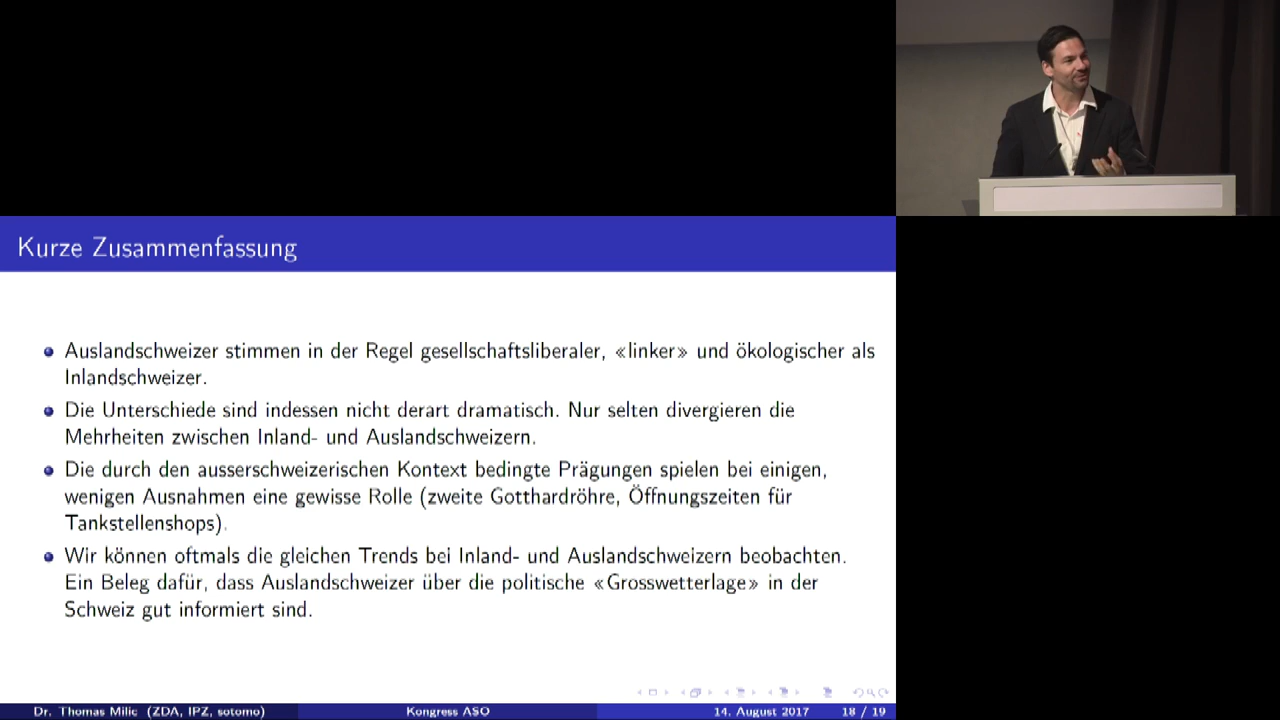 Kurze Zusammenfassung
Auslandschweizer stimmen in der Regel gesellschaftsliberaler, «linker» und ökologischer als
Inlandschweizer.
Die Unterschiede sind indessen nicht derart dramatisch. Nur selten divergieren die
Mehrheiten zwischen Inland- und Auslandschweizern.
Die durch den ausserschweizerischen Kontext bedingte Prägungen spielen bei einigen,
wenigen Ausnahmen eine gewisse Rolle (zweite Gotthardröhre, Öffnungszeiten für
Tankstellenshops).
Wir können oftmals die gleichen Trends bei Inland- und Auslandschweizern beobachten.
Ein Beleg dafür, dass Auslandschweizer über die politische «Grosswetterlage» in der
Schweiz gut informiert sind.
Dr. Thomas Milic (ZDA, IPZ, sotomo) Kongress ASO 14. August 2017 18 / 19